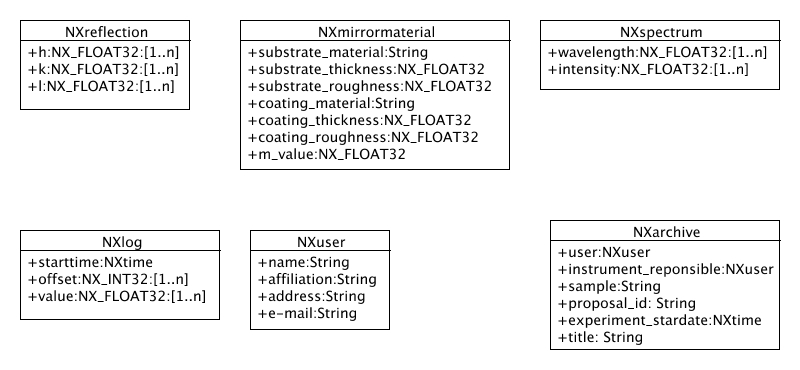 NXreflection
+h:NX_FLOAT32:[1..n]
+k:NX_FLOAT32:[1..n]
+l:NX_FLOAT32:[1..n]
NXmirrormaterial
+substrate_material:String
+substrate_thickness:NX_FLOAT32
+substrate_roughness:NX_FLOAT32
+coating_material:String
+coating_thickness:NX_FLOAT32
+coating_roughness:NX_FLOAT32
+m_value:NX_FLOAT32
NXspectrum
+wavelength:NX_FLOAT32:[1..n]
+intensity:NX_FLOAT32:[1..n]
NXlog
+starttime:NXtime
+offset:NX_INT32:[1..n]
+value:NX_FLOAT32:[1..n]
NXuser
+name:String
+affiliation:String
+address:String
+e-mail:String
NXarchive
+user:NXuser
+instrument_reponsible:NXuser
+sample:String
+proposal_id: String
+experiment_stardate:NXtime
+title: String